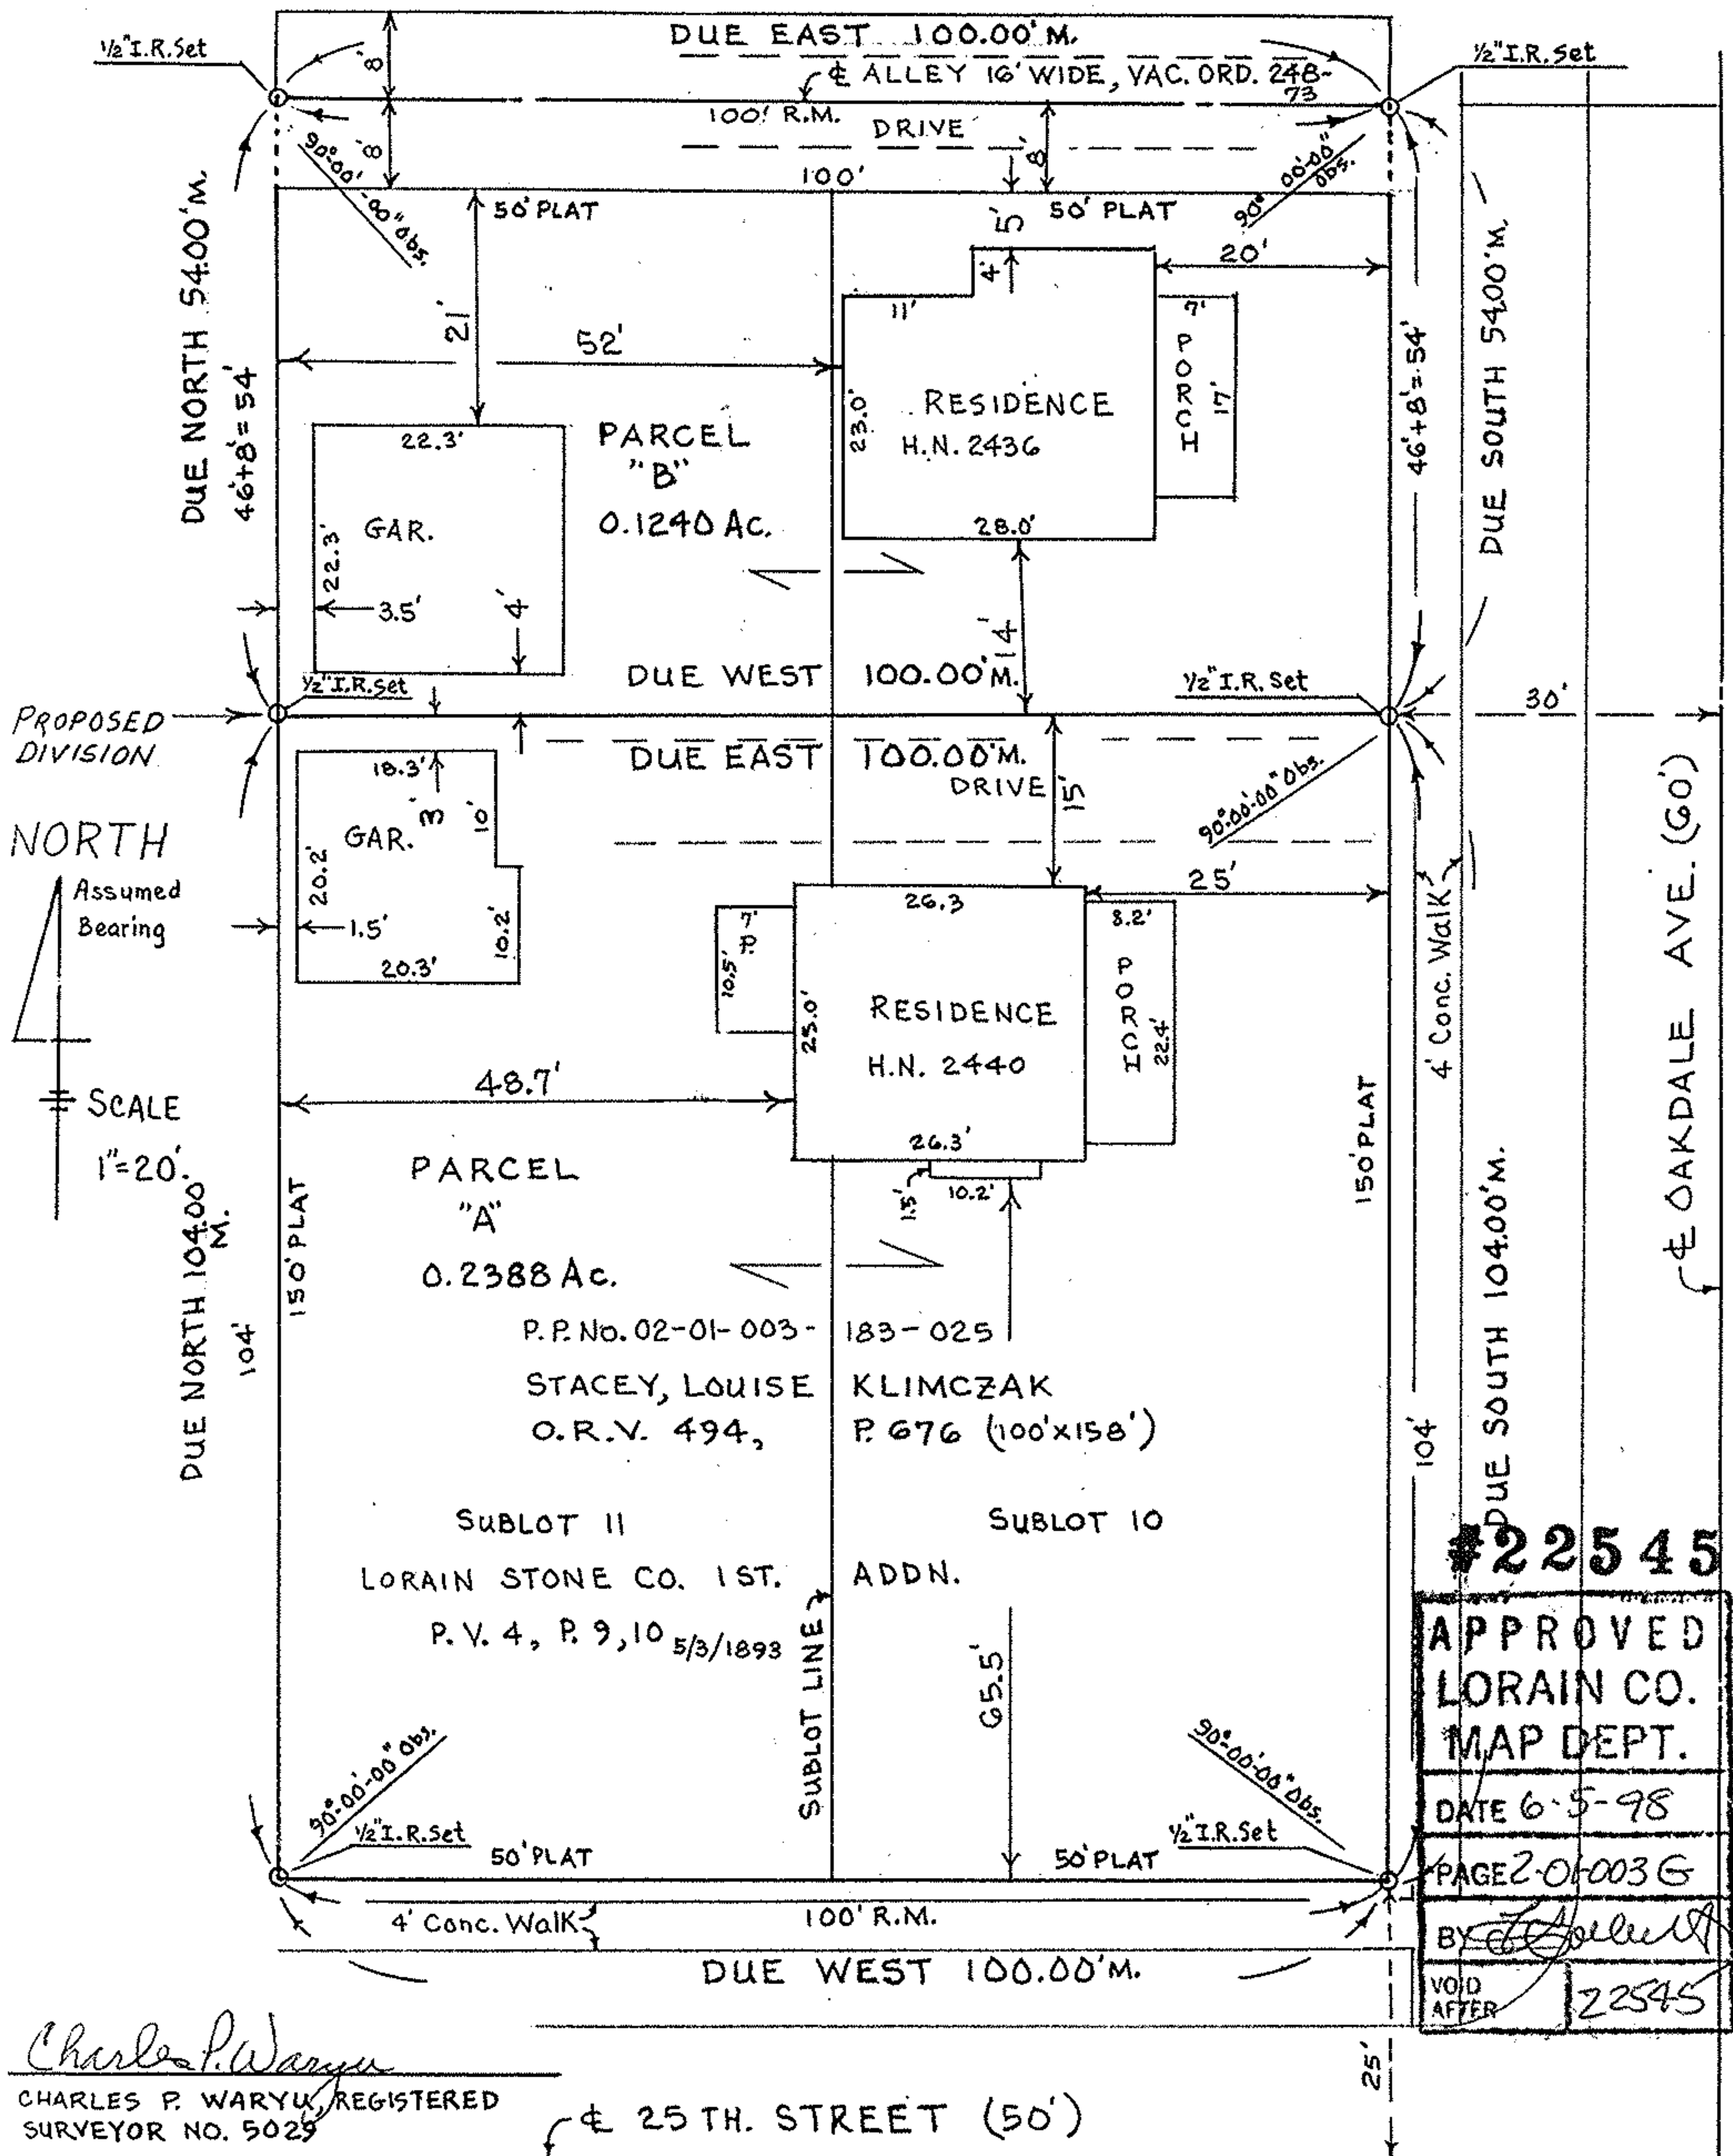 DUE EAST 100.00'M.
1/2" I.R. Set
1/2" I.R. Set
8'
℄ ALLEY 16' WIDE, VAC. ORD. 248-
73
100' R.M.
DRIVE
8'
8'
90°-00'-00" Obs.
90°-00'-00" Obs.
100'
50' PLAT
50' PLAT
5'
4'
20'
DUE NORTH 54.00'M.
46'+8'=54'
21'
52'
11'
7'
PORCH
17'
RESIDENCE
H.N. 2436
23.0'
28.0'
46'+8'=54'
DUE SOUTH 54.00'M.
22.3'
GAR.
22.3'
3.5'
4'
PARCEL
"B"
0.1240 Ac.
14'
DUE WEST 100.00'M.
1/2" I.R. Set
1/2" I.R. Set
30'
PROPOSED
DIVISION
DUE EAST 100.00'M.
DRIVE
15'
90°-00'-00" Obs.
18.3'
3'
10'
GAR.
20.2'
1.5'
10.2'
20.3'
NORTH
Assumed
Bearing
SCALE
1"=20'
25'
26.3
7'
P.
10.5'
25.0'
RESIDENCE
H.N. 2440
8.2'
PORCH
22.4'
26.3'
1.5'
10.2'
48.7'
4' Conc. Walk
℄ OAKDALE AVE. (60')
PARCEL
"A"
0.2388 Ac.
DUE NORTH 104.00'
M.
104'
150' PLAT
150' PLAT
104'
DUE SOUTH 104.00'M.
P.P. No. 02-01-003-183-025
STACEY, LOUISE KLIMCZAK
O.R.V. 494, P. 676 (100'x158')
SUBLOT 11
SUBLOT 10
LORAIN STONE CO. 1ST. ADDN.
P.V. 4, P. 9,10 5/3/1893
SUBLOT LINE
65.5'
#22545
APPROVED
LORAIN CO.
MAP DEPT.
DATE 6-5-98
PAGE 2-01-003 G
BY
VOID
AFTER
22545
90°-00'-00" Obs.
90°-00'-00" Obs.
1/2" I.R. Set
1/2" I.R. Set
50' PLAT
50' PLAT
4' Conc. Walk
100' R.M.
DUE WEST 100.00'M.
25'
Charles P. Waryu
CHARLES P. WARYU, REGISTERED
SURVEYOR NO. 5029
℄ 25 TH. STREET (50')